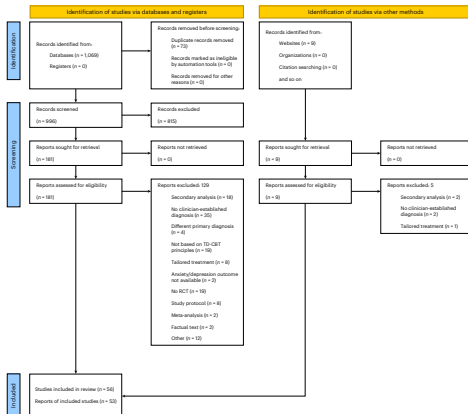 Identification of studies via databases and registers
Identification of studies via other methods
Identification
Records identified from:
Databases (n = 1,069)
Registers (n = 0)
Records removed before screening:
Duplicate records removed
(n = 73)
Records marked as ineligible
by automation tools (n = 0)
Records removed for other
reasons (n = 0)
Records identified from:
Websites (n = 9)
Organizations (n = 0)
Citation searching (n = 0)
and so on
Screening
Records screened
(n = 996)
Records excluded
(n = 815)
Reports sought for retrieval
(n = 181)
Reports not retrieved
(n = 0)
Reports sought for retrieval
(n = 9)
Reports not retrieved
(n = 0)
Reports assessed for eligibility
(n = 181)
Reports excluded: 129
Secondary analysis (n = 18)
No clinician-established
diagnosis (n = 35)
Different primary diagnosis
(n = 4)
Not based on TD-CBT
principles (n = 19)
Tailored treatment (n = 8)
Anxiety/depression outcome
not available (n = 2)
No RCT (n = 19)
Study protocol (n = 8)
Meta-analysis (n = 2)
Factual text (n = 2)
Other (n = 12)
Reports assessed for eligibility
(n = 9)
Reports excluded: 5
Secondary analysis (n = 2)
No clinician-established
diagnosis (n = 2)
Tailored treatment (n = 1)
Included
Studies included in review (n = 56)
Reports of included studies (n = 53)